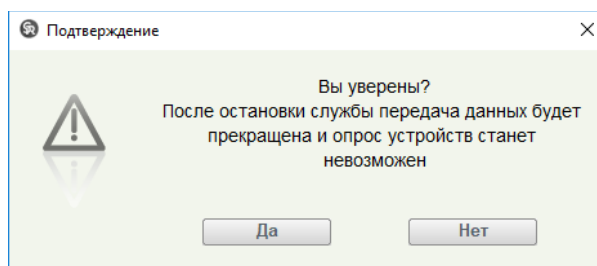 Подтверждение
Вы уверены?
После остановки службы передача данных будет
прекращена и опрос устройств станет
невозможен
Да
Нет